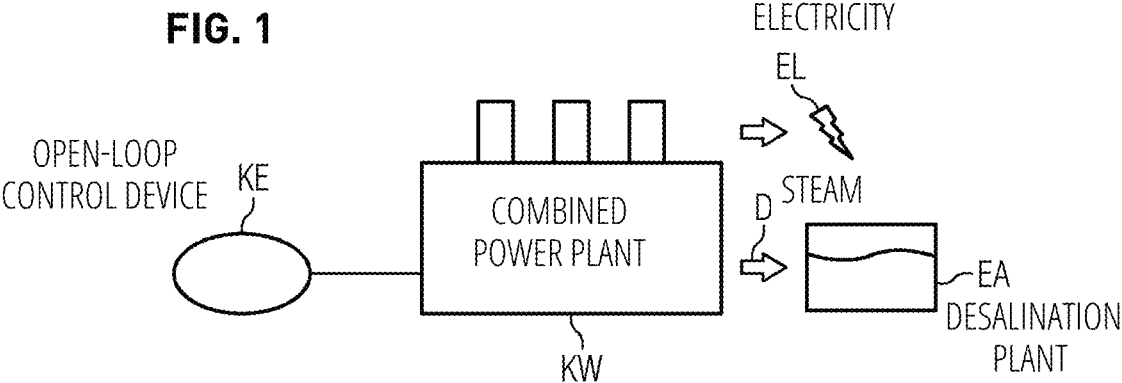 FIG. 1
ELECTRICITY
EL
OPEN-LOOP
CONTROL DEVICE
KE
COMBINED
POWER PLANT
KW
D
STEAM
EA
DESALINATION
PLANT